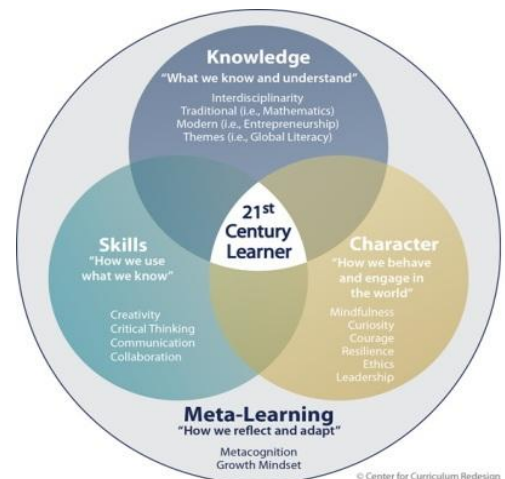 Knowledge
"What we know and understand"
Interdisciplinarity
Traditional (i.e., Mathematics)
Modern (i.e., Entrepreneurship)
Themes (i.e., Global Literacy)
21st
Century
Learner
Skills
"How we use
what we know"
Creativity
Critical Thinking
Communication
Collaboration
Character
"How we behave
and engage in
the world"
Mindfulness
Curiosity
Courage
Resilience
Ethics
Leadership
Meta-Learning
"How we reflect and adapt"
Metacognition
Growth Mindset
© Center for Curriculum Redesign